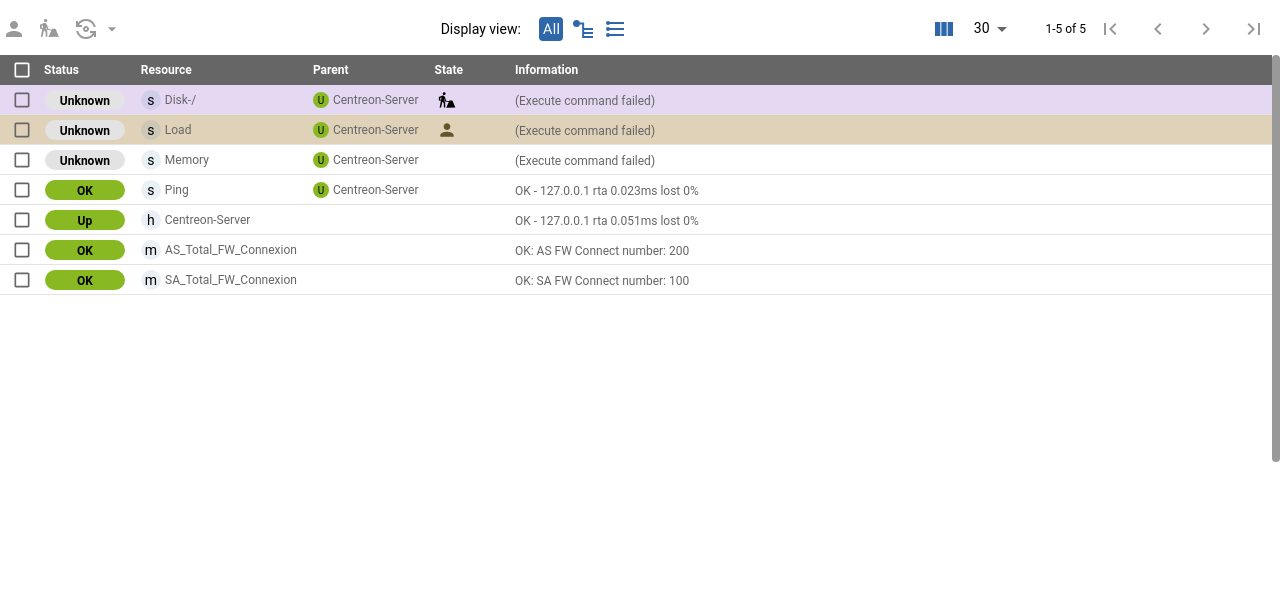 Display view: All 30 1-5 of 5
Status Resource Parent State Information
Unknown s Disk-/ U Centreon-Server (Execute command failed)
Unknown s Load U Centreon-Server (Execute command failed)
Unknown s Memory U Centreon-Server (Execute command failed)
OK s Ping U Centreon-Server OK - 127.0.0.1 rta 0.023ms lost 0%
Up h Centreon-Server OK - 127.0.0.1 rta 0.051ms lost 0%
OK m AS_Total_FW_Connexion OK: AS FW Connect number: 200
OK m SA_Total_FW_Connexion OK: SA FW Connect number: 100